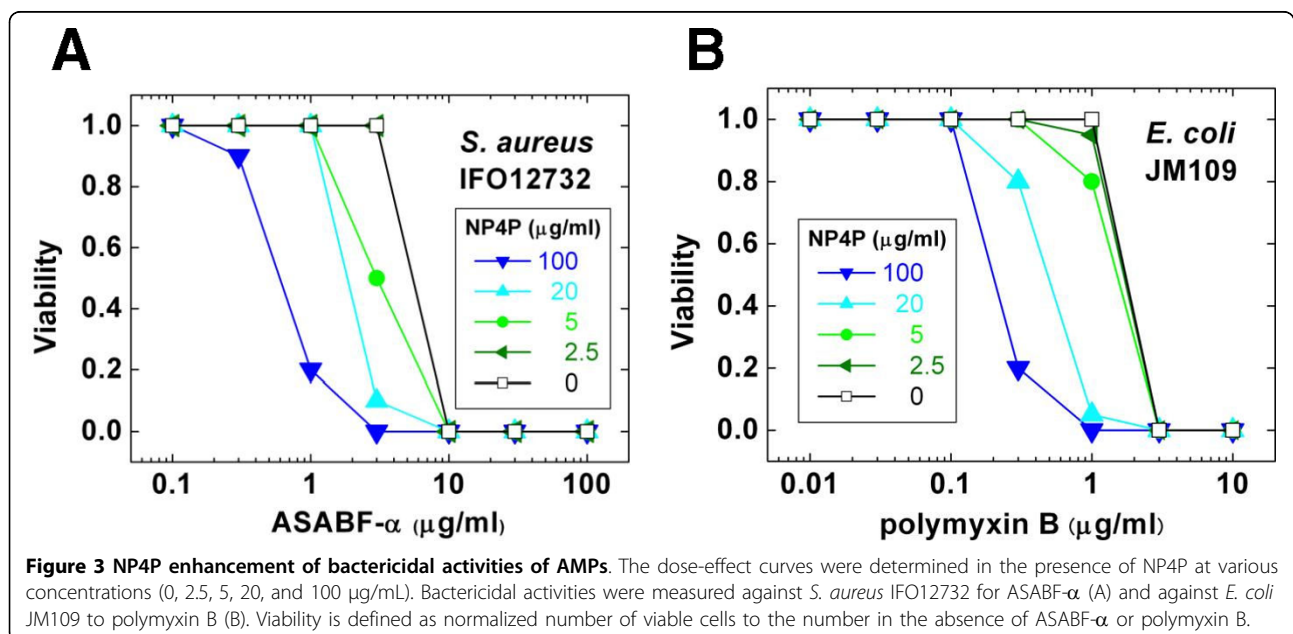 A
1.0
0.8
0.6
0.4
0.2
0.0
Viability
S. aureus
IFO12732
NP4P (μg/ml)
100
20
5
2.5
0
0.1 1 10 100
ASABF-α (μg/ml)
B
1.0
0.8
0.6
0.4
0.2
0.0
Viability
E. coli
JM109
NP4P (μg/ml)
100
20
5
2.5
0
0.01 0.1 1 10
polymyxin B (μg/ml)
Figure 3 NP4P enhancement of bactericidal activities of AMPs. The dose-effect curves were determined in the presence of NP4P at various
concentrations (0, 2.5, 5, 20, and 100 μg/mL). Bactericidal activities were measured against S. aureus IFO12732 for ASABF-α (A) and against E. coli
JM109 to polymyxin B (B). Viability is defined as normalized number of viable cells to the number in the absence of ASABF-α or polymyxin B.